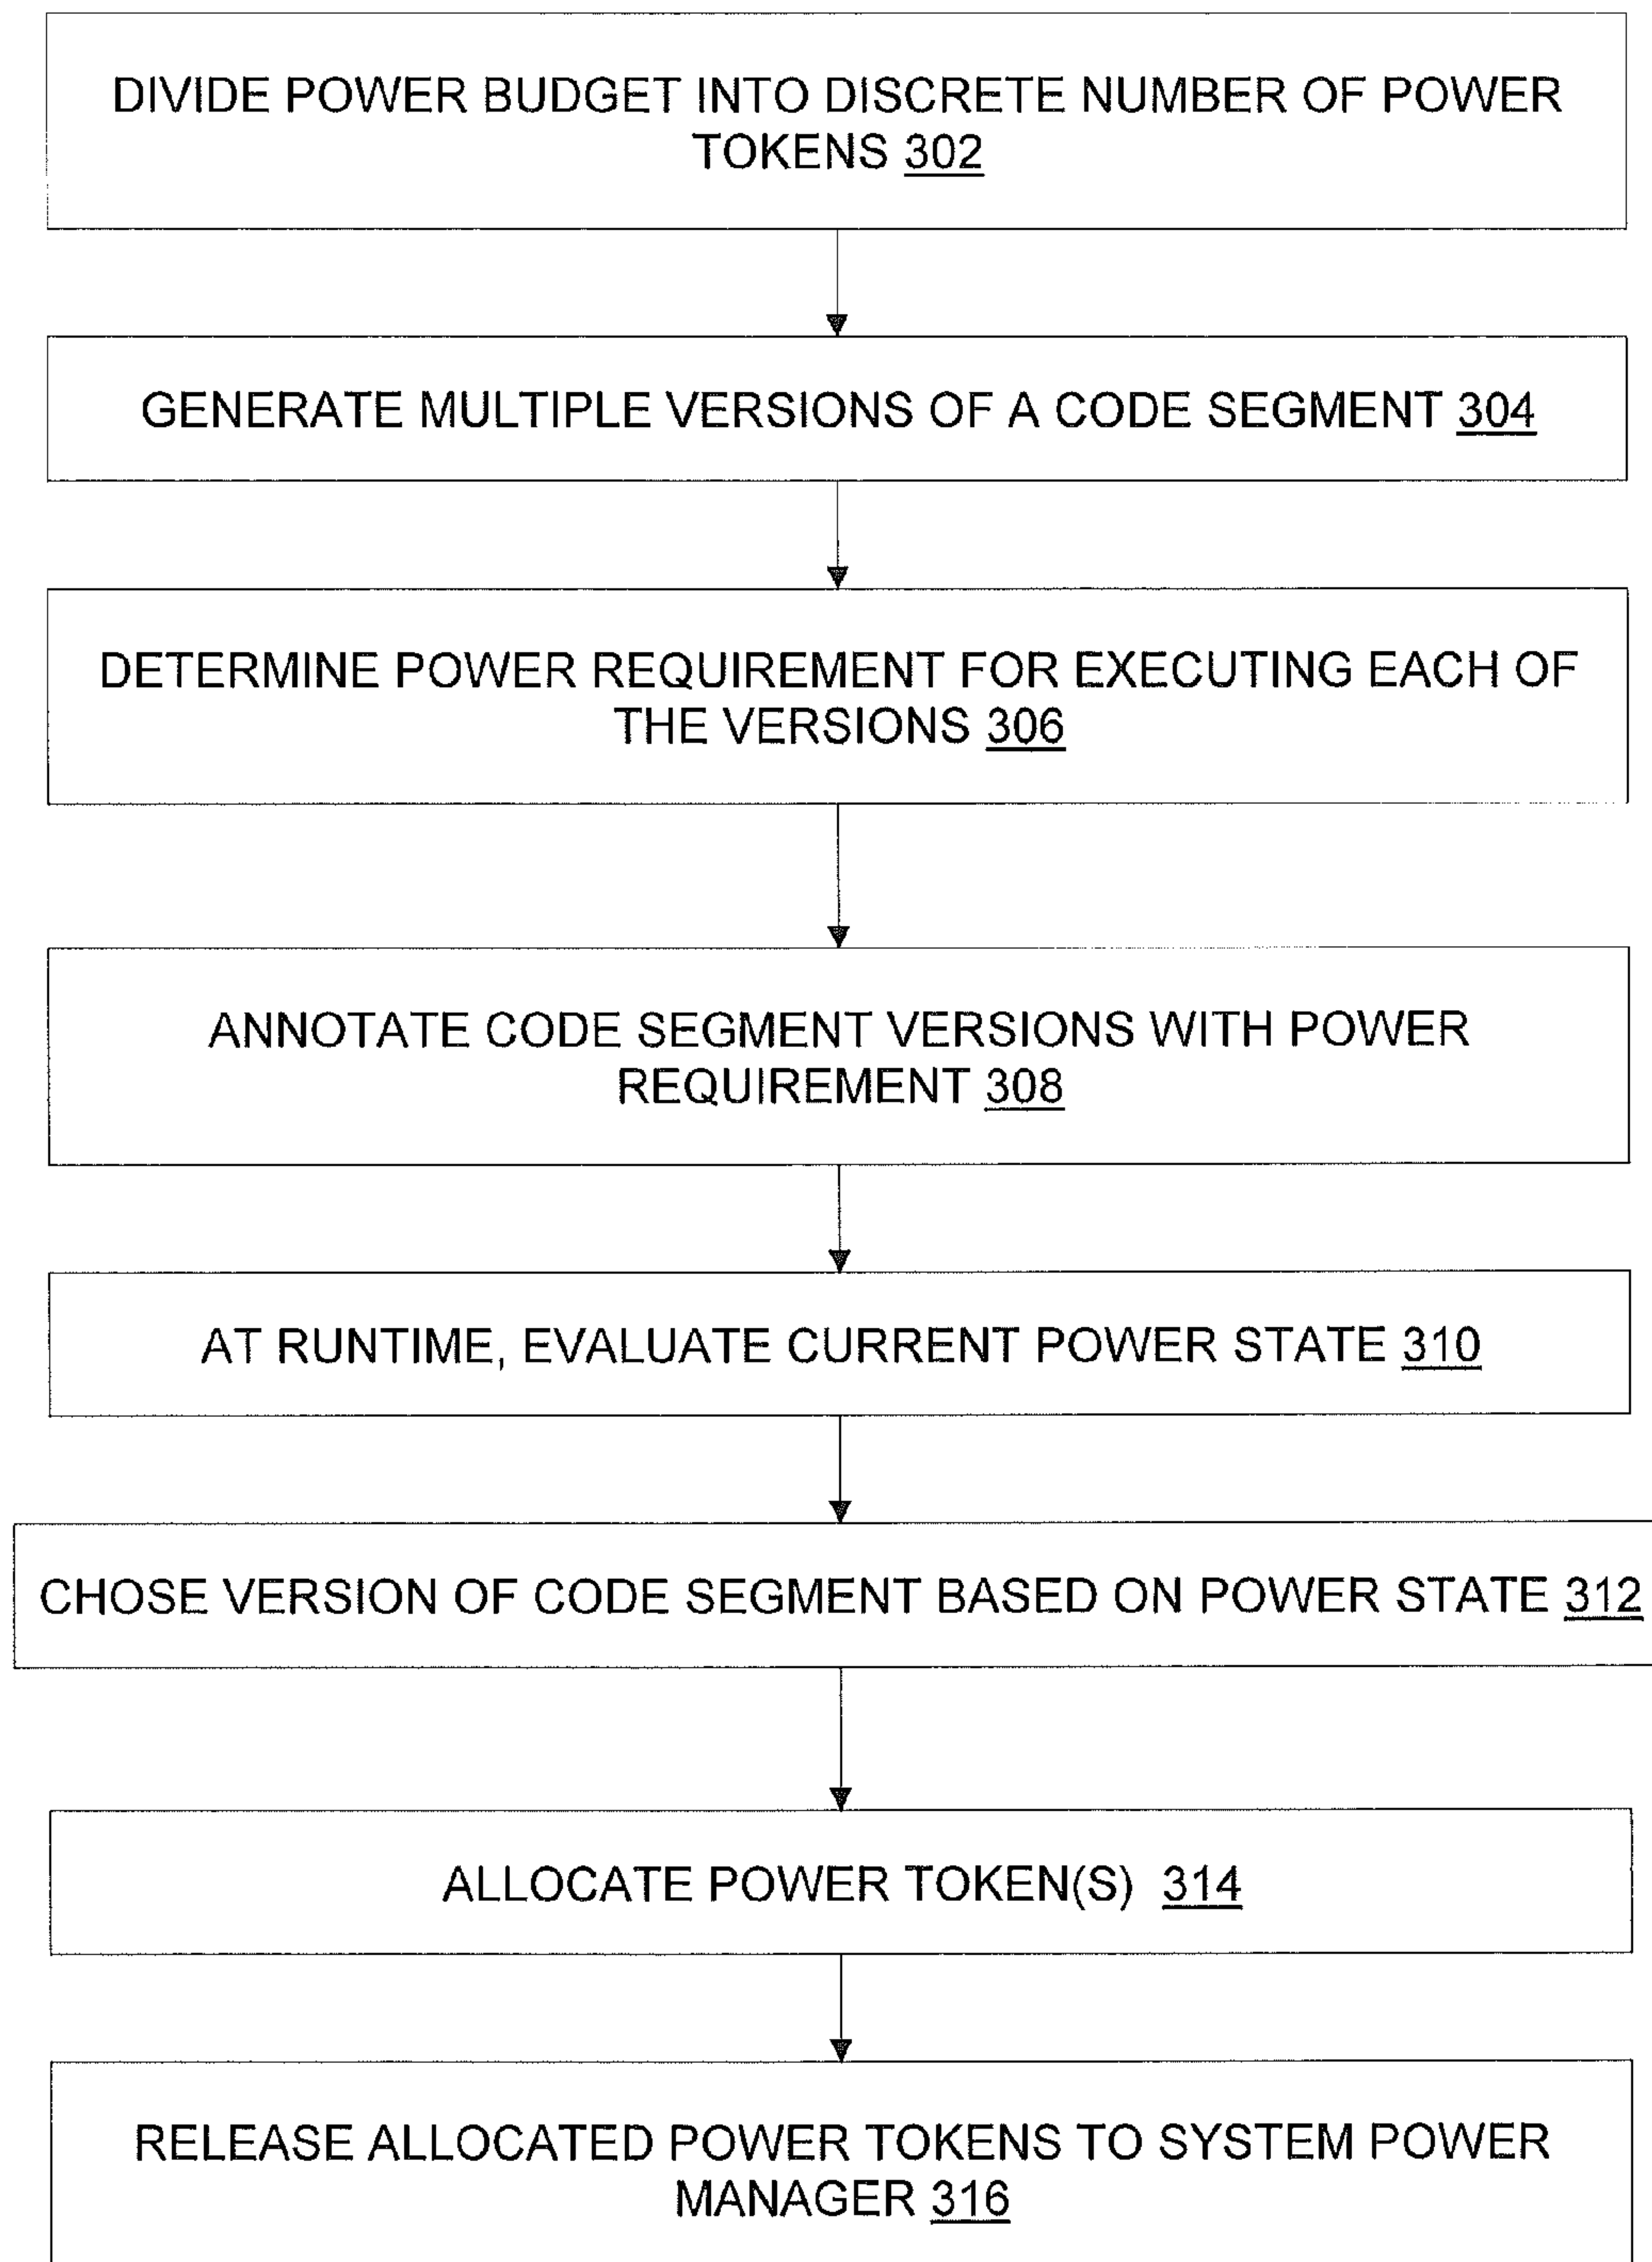 DIVIDE POWER BUDGET INTO DISCRETE NUMBER OF POWER
TOKENS 302
GENERATE MULTIPLE VERSIONS OF A CODE SEGMENT 304
DETERMINE POWER REQUIREMENT FOR EXECUTING EACH OF
THE VERSIONS 306
ANNOTATE CODE SEGMENT VERSIONS WITH POWER
REQUIREMENT 308
AT RUNTIME, EVALUATE CURRENT POWER STATE 310
CHOSE VERSION OF CODE SEGMENT BASED ON POWER STATE 312
ALLOCATE POWER TOKEN(S) 314
RELEASE ALLOCATED POWER TOKENS TO SYSTEM POWER
MANAGER 316